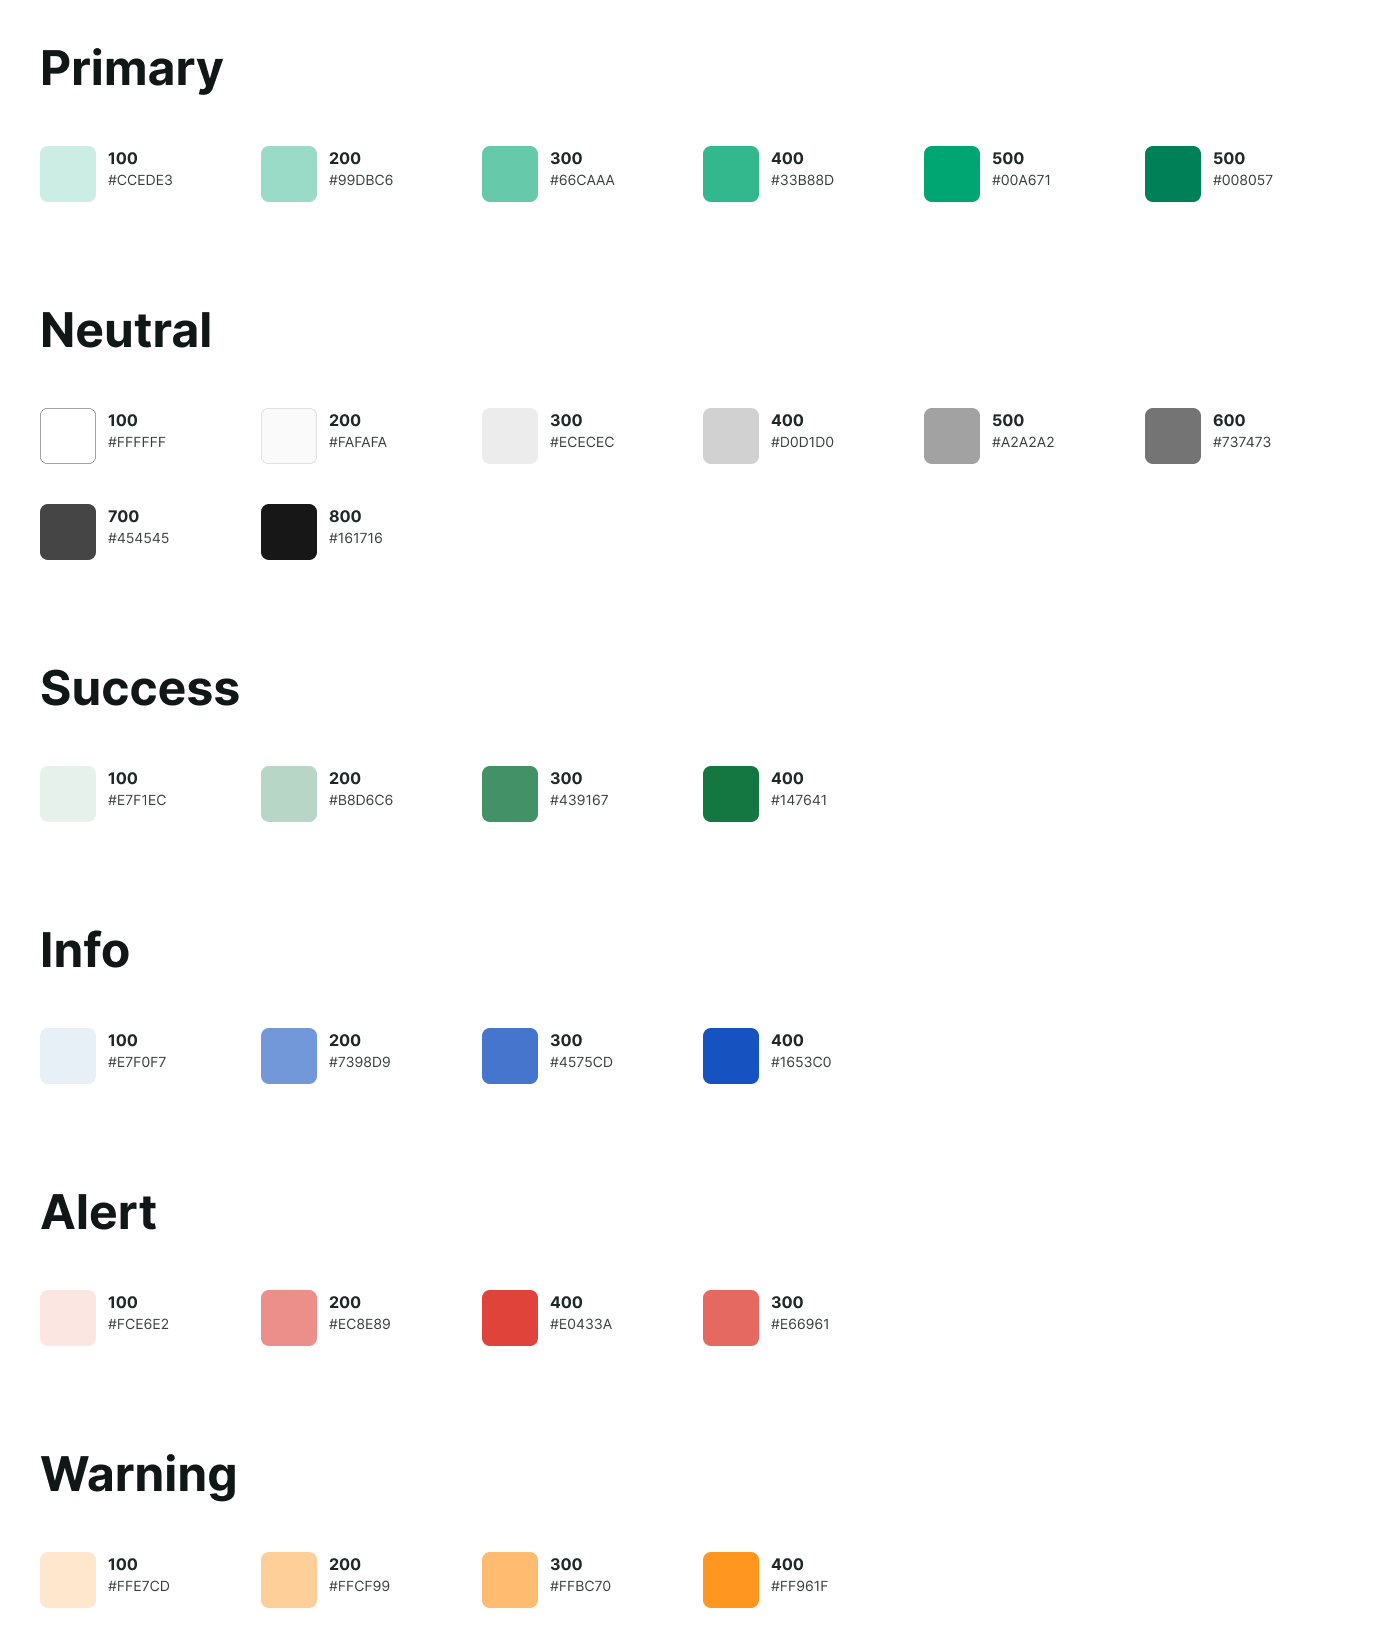 Primary
100
#CCEDE3
200
#99DBC6
300
#66CAAA
400
#33B88D
500
#00A671
500
#008057
Neutral
100
#FFFFFF
200
#FAFAFA
300
#ECECEC
400
#D0D1D0
500
#A2A2A2
600
#737473
700
#454545
800
#161716
Success
100
#E7F1EC
200
#B8D6C6
300
#439167
400
#147641
Info
100
#E7F0F7
200
#7398D9
300
#4575CD
400
#1653C0
Alert
100
#FCE6E2
200
#EC8E89
400
#E0433A
300
#E66961
Warning
100
#FFE7CD
200
#FFCF99
300
#FFBC70
400
#FF961F